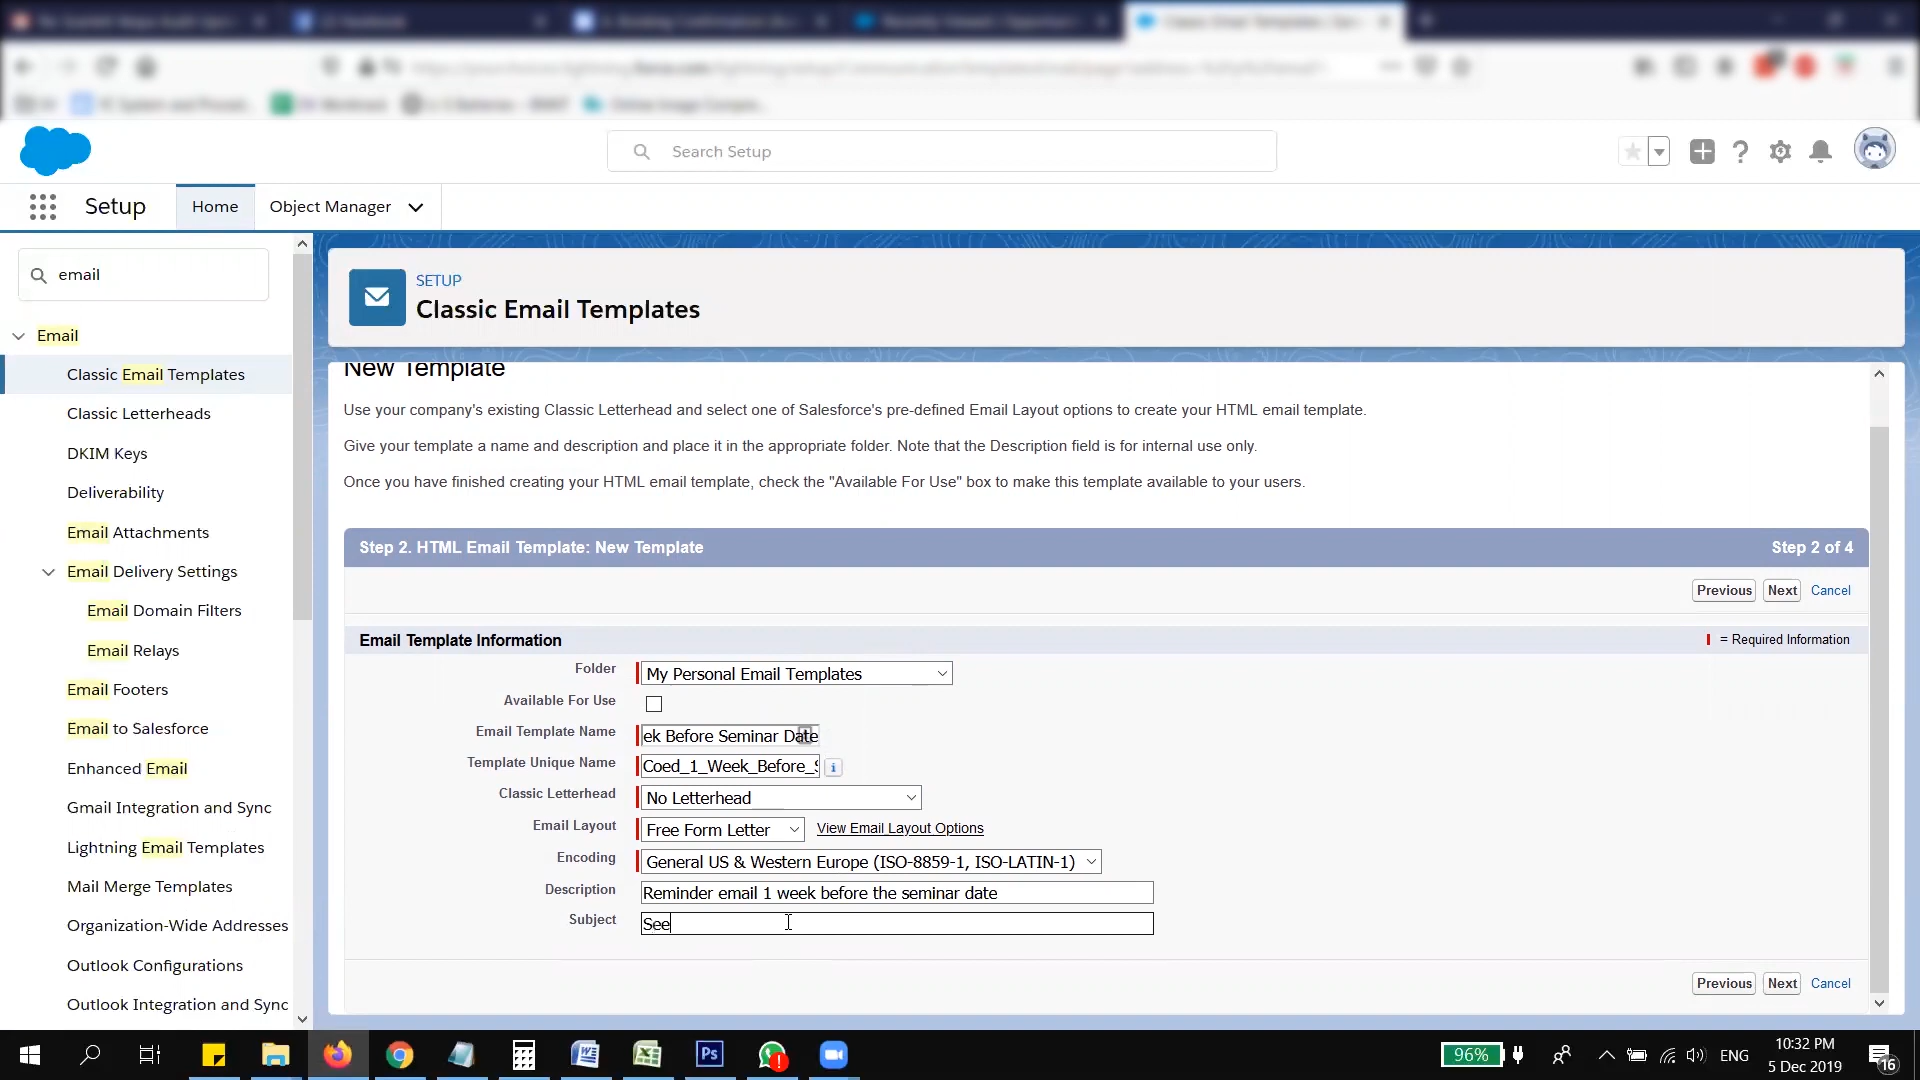 Search Setup
Setup
Home
Object Manager
email
Email
Classic Email Templates
Classic Letterheads
DKIM Keys
Deliverability
Email Attachments
Email Delivery Settings
Email Domain Filters
Email Relays
Email Footers
Email to Salesforce
Enhanced Email
Gmail Integration and Sync
Lightning Email Templates
Mail Merge Templates
Organization-Wide Addresses
Outlook Configurations
Outlook Integration and Sync
SETUP
Classic Email Templates
New Template
Use your company's existing Classic Letterhead and select one of Salesforce's pre-defined Email Layout options to create your HTML email template.
Give your template a name and description and place it in the appropriate folder. Note that the Description field is for internal use only.
Once you have finished creating your HTML email template, check the "Available For Use" box to make this template available to your users.
Step 2. HTML Email Template: New Template
Step 2 of 4
Previous Next Cancel
Email Template Information
= Required Information
Folder My Personal Email Templates
Available For Use
Email Template Name ek Before Seminar Date
Template Unique Name Coed_1_Week_Before_S
Classic Letterhead No Letterhead
Email Layout Free Form Letter View Email Layout Options
Encoding General US & Western Europe (ISO-8859-1, ISO-LATIN-1)
Description Reminder email 1 week before the seminar date
Subject See
Previous Next Cancel
96%
ENG
10:32 PM
5 Dec 2019
16